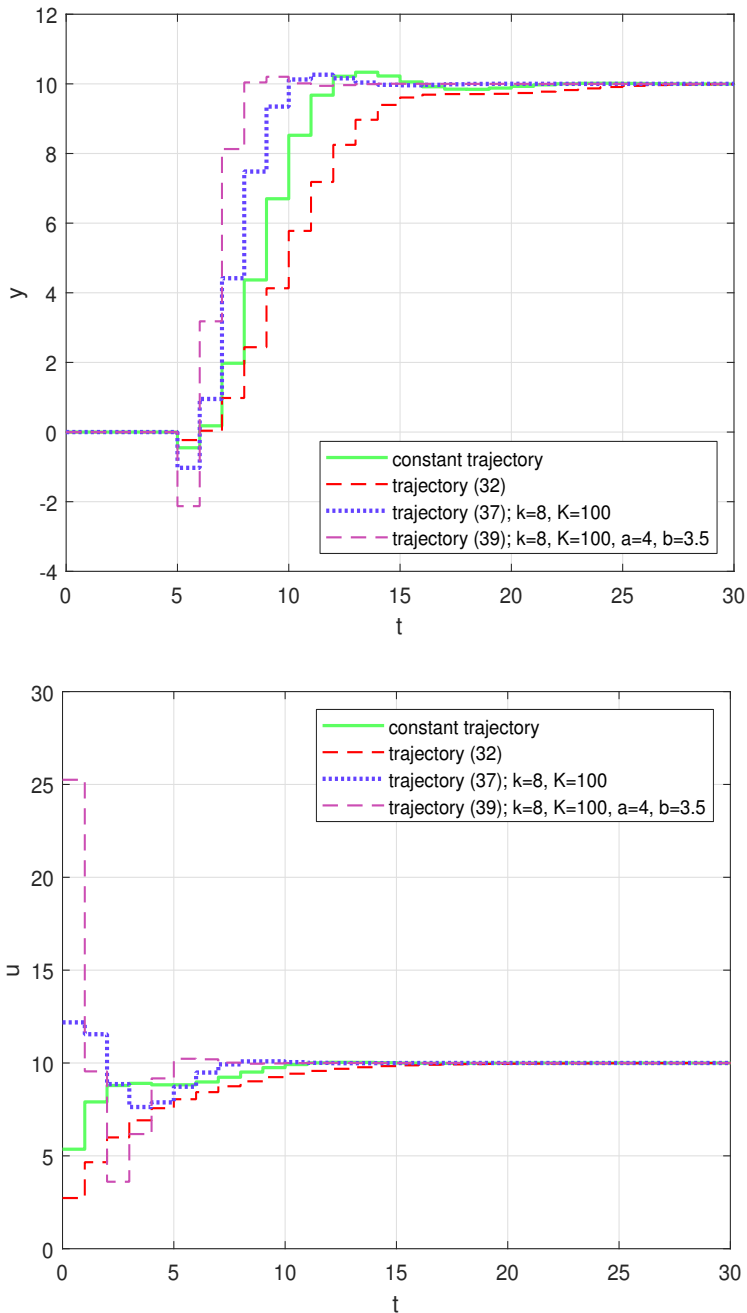 12
10
8
6
4
2
0
-2
-4
y
constant trajectory
trajectory (32)
trajectory (37); k=8, K=100
trajectory (39); k=8, K=100, a=4, b=3.5
0 5 10 15 20 25 30
t
30
25
20
15
10
5
0
u
constant trajectory
trajectory (32)
trajectory (37); k=8, K=100
trajectory (39); k=8, K=100, a=4, b=3.5
0 5 10 15 20 25 30
t